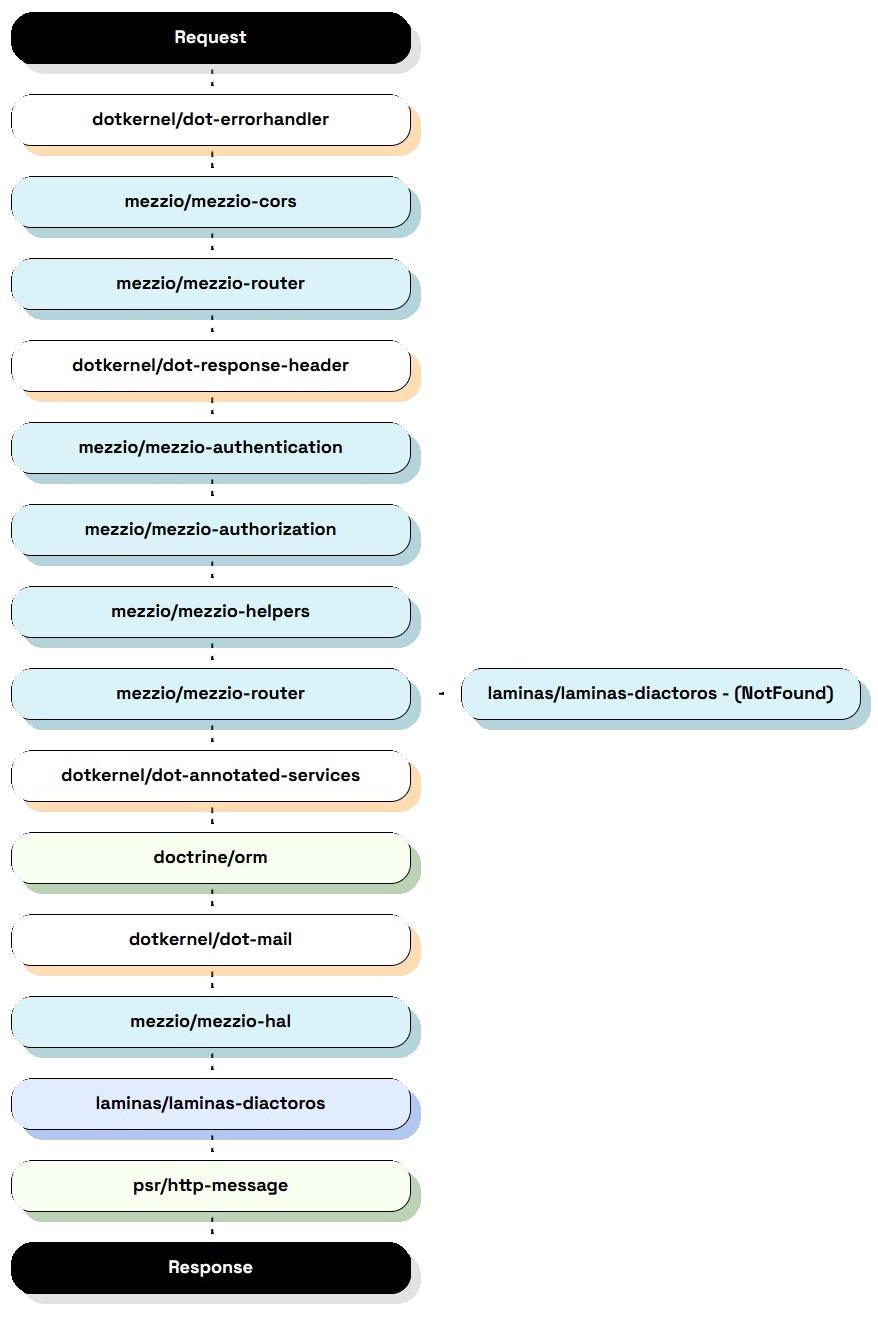 Request
dotkernel/dot-errorhandler
mezzio/mezzio-cors
mezzio/mezzio-router
dotkernel/dot-response-header
mezzio/mezzio-authentication
mezzio/mezzio-authorization
mezzio/mezzio-helpers
mezzio/mezzio-router
laminas/laminas-diactoros - (NotFound)
dotkernel/dot-annotated-services
doctrine/orm
dotkernel/dot-mail
mezzio/mezzio-hal
laminas/laminas-diactoros
psr/http-message
Response